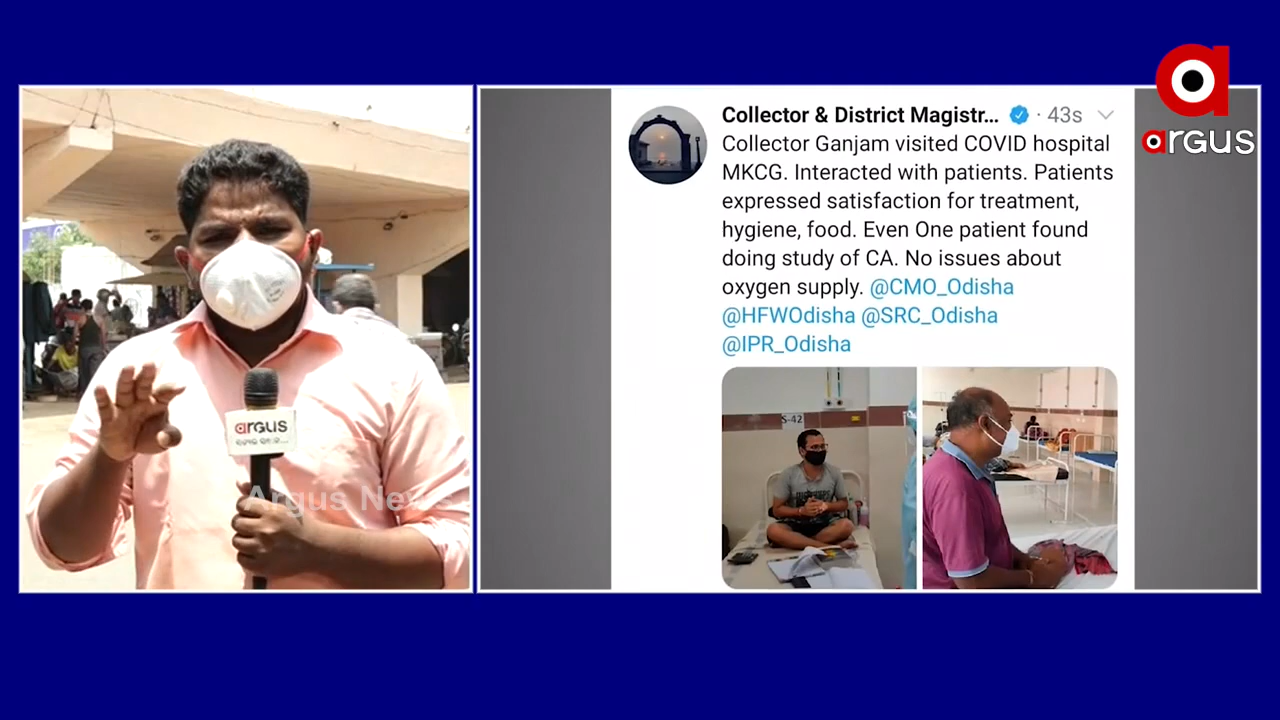 Collector & District Magistr... · 43s
Collector Ganjam visited COVID hospital
MKCG. Interacted with patients. Patients
expressed satisfaction for treatment,
hygiene, food. Even One patient found
doing study of CA. No issues about
oxygen supply. @CMO_Odisha
@HFWOdisha @SRC_Odisha
@IPR_Odisha
S-42
argus
argus
Argus News